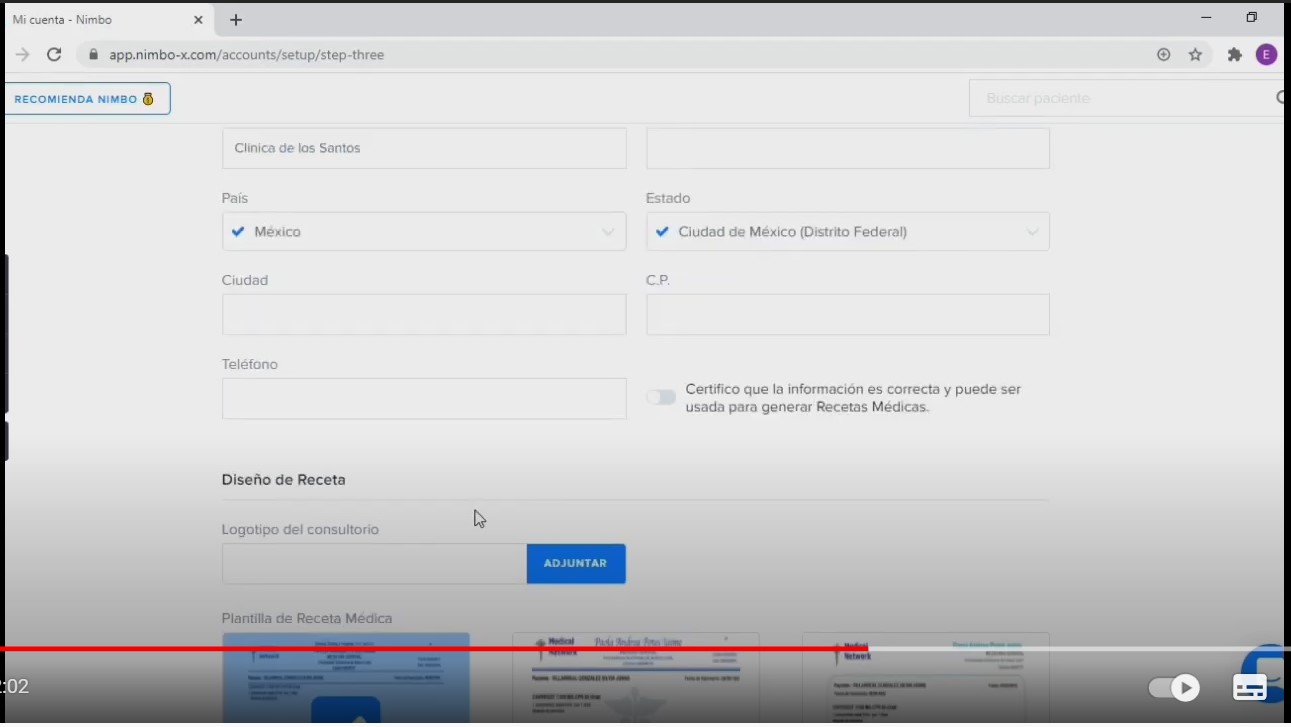 Mi cuenta - Nimbo
app.nimbo-x.com/accounts/setup/step-three
E
RECOMIENDA NIMBO
Buscar paciente
Clínica de los Santos
País
Estado
México
Ciudad de México (Distrito Federal)
Ciudad
C.P.
Teléfono
Certifico que la información es correcta y puede ser
usada para generar Recetas Médicas.
Diseño de Receta
Logotipo del consultorio
ADJUNTAR
Plantilla de Receta Médica
Medical
Network
Paola Andrea Pérez
Medical
Network
:02